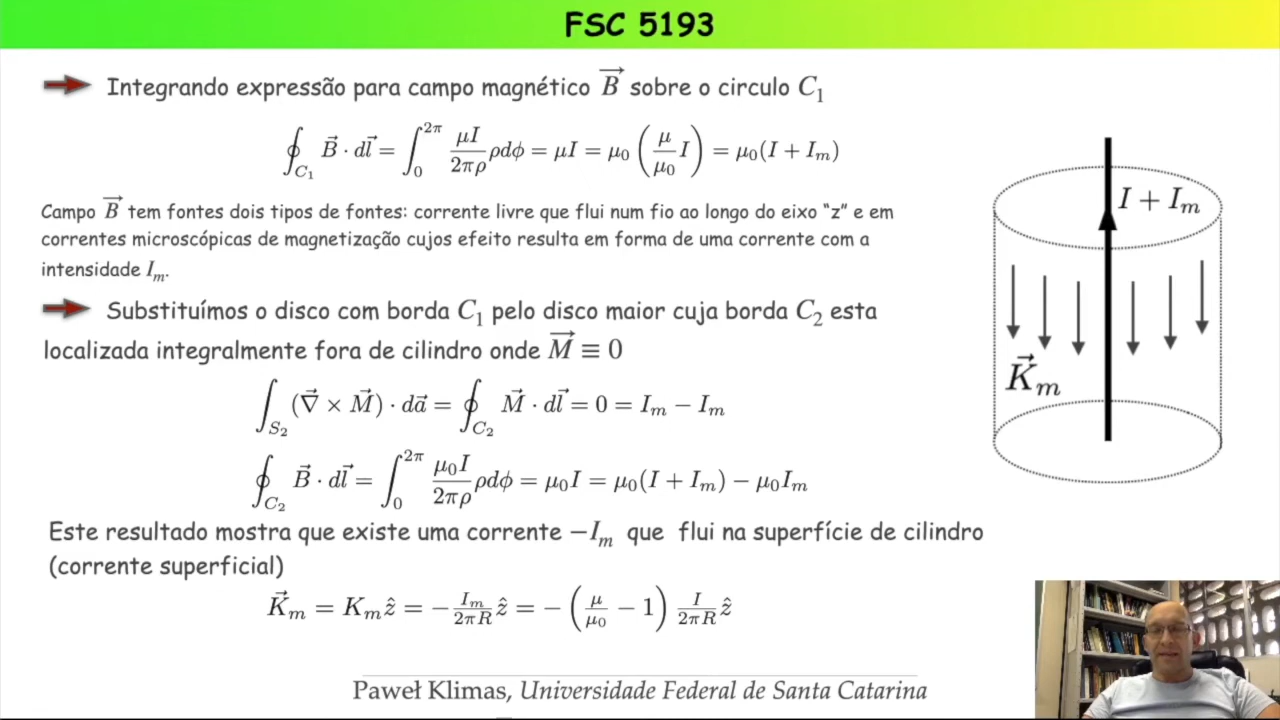 FSC 5193
Integrando expressão para campo magnético $\vec{B}$ sobre o circulo $C_1$
$\oint_{C_1} \vec{B} \cdot d\vec{l} = \int_0^{2\pi} \frac{\mu I}{2\pi\rho} \rho d\phi = \mu I = \mu_0 \left( \frac{\mu}{\mu_0} I \right) = \mu_0 (I + I_m)$
Campo $\vec{B}$ tem fontes dois tipos de fontes: corrente livre que flui num fio ao longo do eixo “z” e em
correntes microscópicas de magnetização cujos efeito resulta em forma de uma corrente com a
intensidade $I_m$.
Substituímos o disco com borda $C_1$ pelo disco maior cuja borda $C_2$ esta
localizada integralmente fora de cilindro onde $\vec{M} \equiv 0$
$\int_{S_2} (\vec{\nabla} \times \vec{M}) \cdot d\vec{a} = \oint_{C_2} \vec{M} \cdot d\vec{l} = 0 = I_m - I_m$
$\oint_{C_2} \vec{B} \cdot d\vec{l} = \int_0^{2\pi} \frac{\mu_0 I}{2\pi\rho} \rho d\phi = \mu_0 I = \mu_0 (I + I_m) - \mu_0 I_m$
Este resultado mostra que existe uma corrente $-I_m$ que flui na superfície de cilindro
(corrente superficial)
$\vec{K}_m = K_m \hat{z} = -\frac{I_m}{2\pi R} \hat{z} = -\left( \frac{\mu}{\mu_0} - 1 \right) \frac{I}{2\pi R} \hat{z}$
$I + I_m$
$\vec{K}_m$
Paweł Klimas, Universidade Federal de Santa Catarina